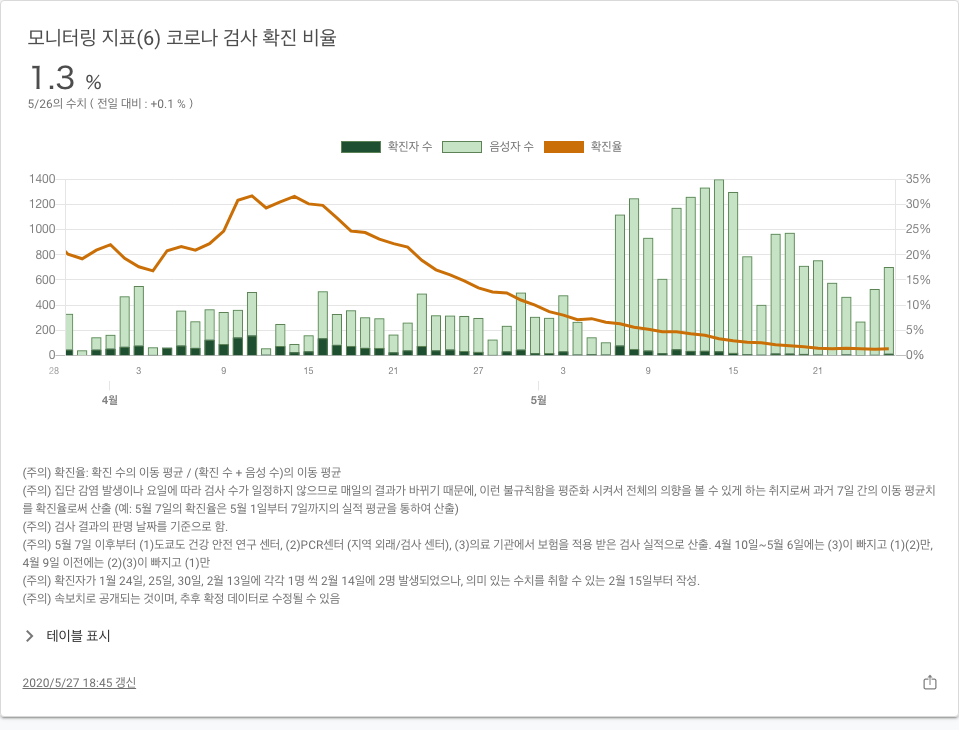 모니터링 지표(6) 코로나 검사 확진 비율
1.3 %
5/26의 수치 ( 전일 대비 : +0.1 % )
확진자 수 음성자 수 확진율
1400 35%
1200 30%
1000 25%
800 20%
600 15%
400 10%
200 5%
0 0%
28 3 9 15 21 27 3 9 15 21
4월 5월
(주의) 확진율: 확진 수의 이동 평균 / (확진 수 + 음성 수)의 이동 평균
(주의) 집단 감염 발생이나 요일에 따라 검사 수가 일정하지 않으므로 매일의 결과가 바뀌기 때문에, 이런 불규칙함을 평준화 시켜서 전체의 의향을 볼 수 있게 하는 취지로써 과거 7일 간의 이동 평균치
를 확진율로써 산출 (예: 5월 7일의 확진율은 5월 1일부터 7일까지의 실적 평균을 통하여 산출)
(주의) 검사 결과의 판명 날짜를 기준으로 함.
(주의) 5월 7일 이후부터 (1)도쿄도 건강 안전 연구 센터, (2)PCR센터 (지역 외래/검사 센터), (3)의료 기관에서 보험을 적용 받은 검사 실적으로 산출. 4월 10일~5월 6일에는 (3)이 빠지고 (1)(2)만,
4월 9일 이전에는 (2)(3)이 빠지고 (1)만
(주의) 확진자가 1월 24일, 25일, 30일, 2월 13일에 각각 1명 씩 2월 14일에 2명 발생되었으나, 의미 있는 수치를 취할 수 있는 2월 15일부터 작성.
(주의) 속보치로 공개되는 것이며, 추후 확정 데이터로 수정될 수 있음
테이블 표시
2020/5/27 18:45 갱신